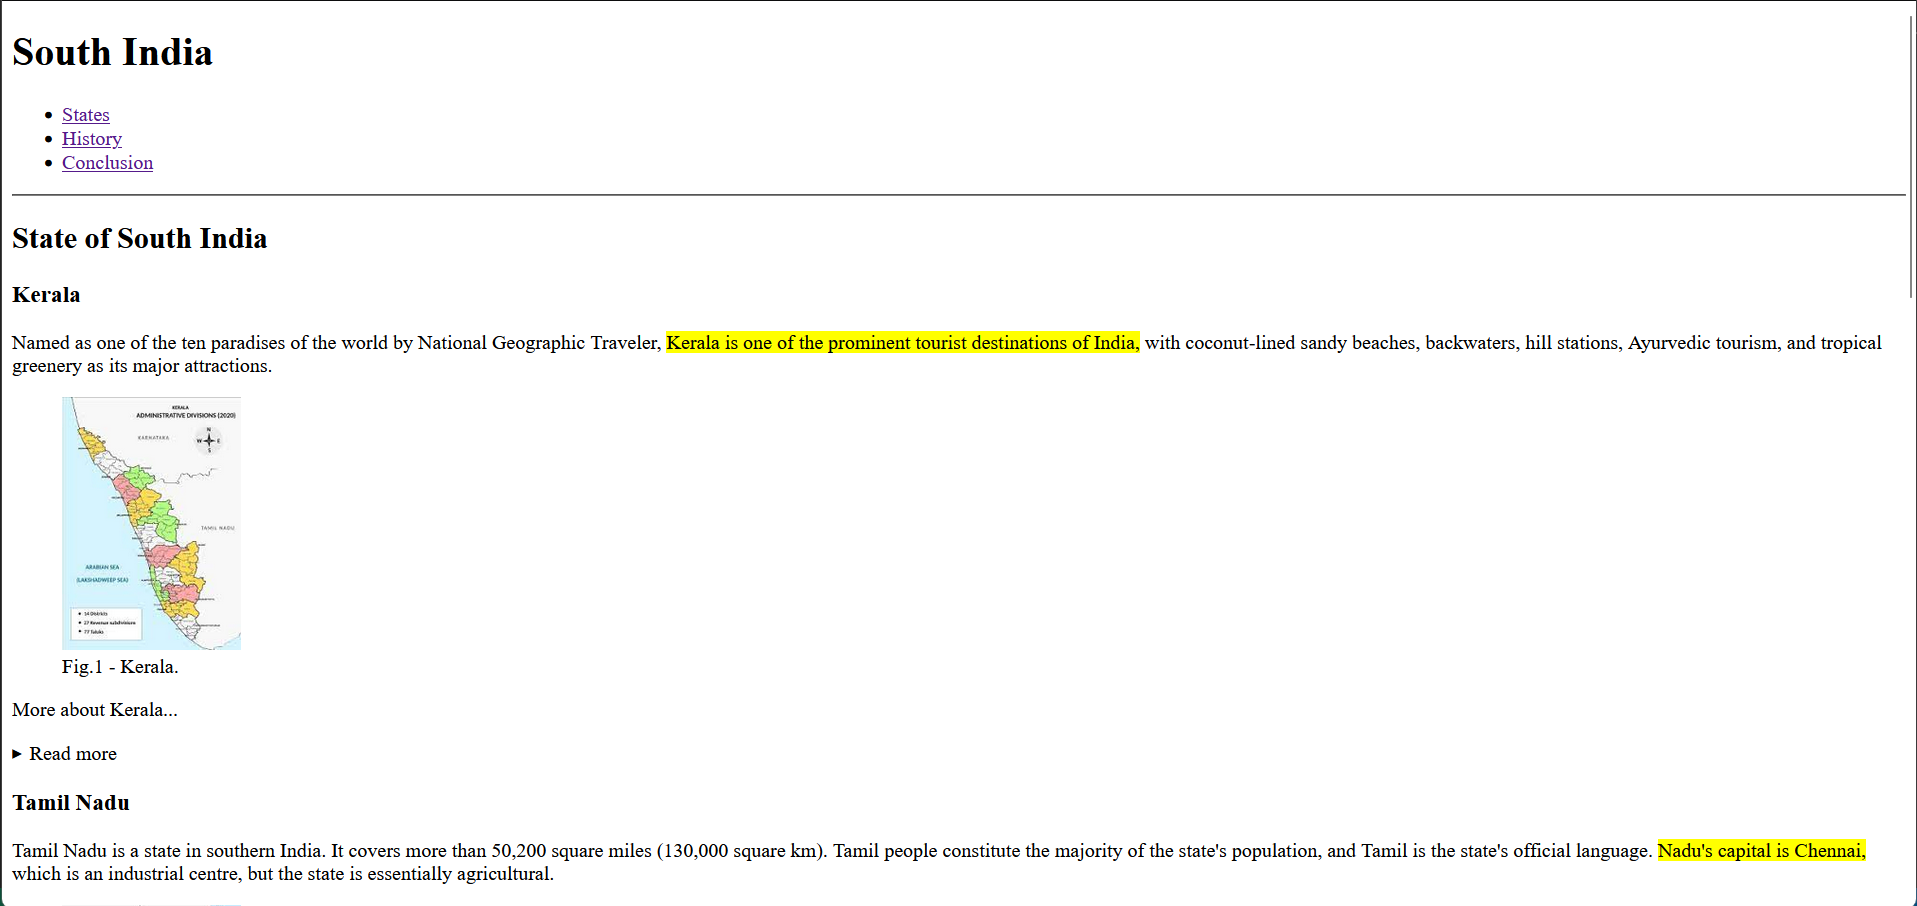 South India
States
History
Conclusion
State of South India
Kerala
Named as one of the ten paradises of the world by National Geographic Traveler, Kerala is one of the prominent tourist destinations of India, with coconut-lined sandy beaches, backwaters, hill stations, Ayurvedic tourism, and tropical
greenery as its major attractions.
KERALA
ADMINISTRATIVE DIVISIONS (2020)
KARNATAKA
N
W E
S
TAMIL NADU
ARABIAN SEA
(LAKSHADWEEP SEA)
14 Districts
27 Revenue subdivisions
77 Taluks
Fig.1 - Kerala.
More about Kerala...
Read more
Tamil Nadu
Tamil Nadu is a state in southern India. It covers more than 50,200 square miles (130,000 square km). Tamil people constitute the majority of the state's population, and Tamil is the state's official language. Nadu's capital is Chennai,
which is an industrial centre, but the state is essentially agricultural.